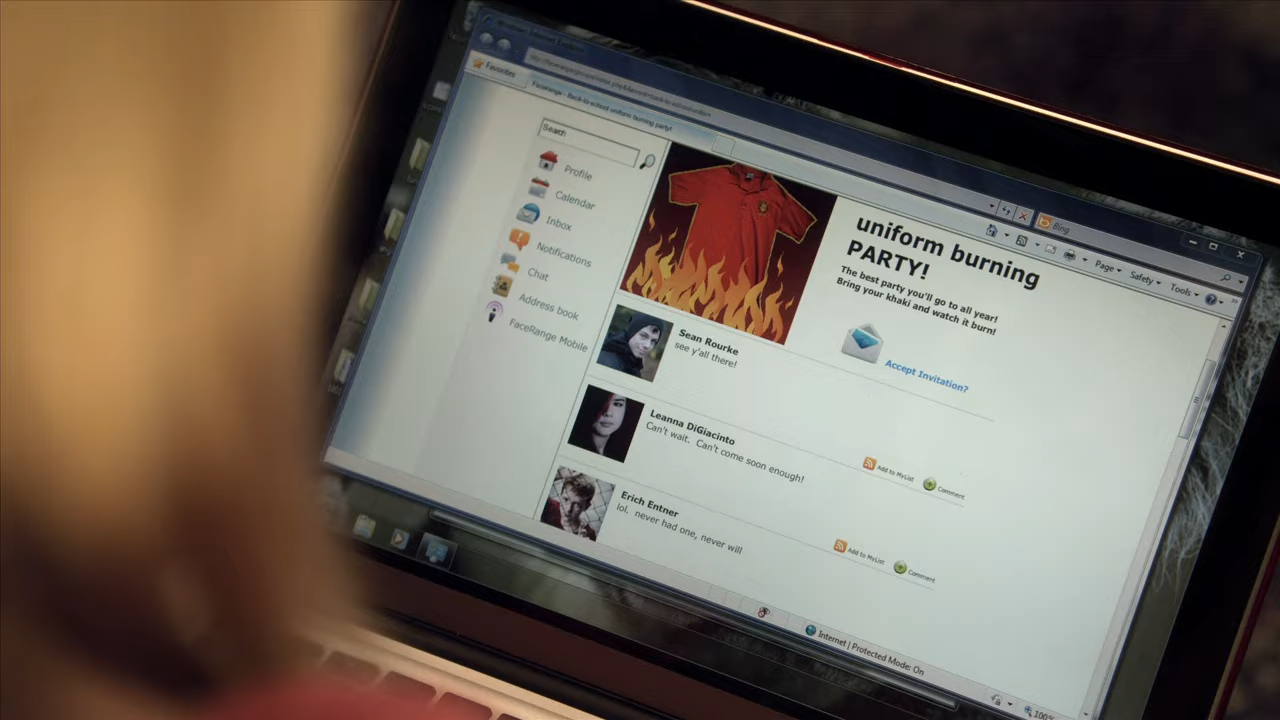 Favorites
FaceRange - Back-to-school uniform burning party!
Bing
Page
Safety
Tools
Search
Profile
Calendar
Inbox
Notifications
Chat
Address book
FaceRange Mobile
uniform burning
PARTY!
The best party you'll go to all year!
Bring your khaki and watch it burn!
Accept Invitation?
Sean Rourke
see y'all there!
Leanna DiGiacinto
Can't wait. Can't come soon enough!
Add to MyList
Comment
Erich Entner
lol. never had one, never will
Add to MyList
Comment
Internet | Protected Mode: On
100%